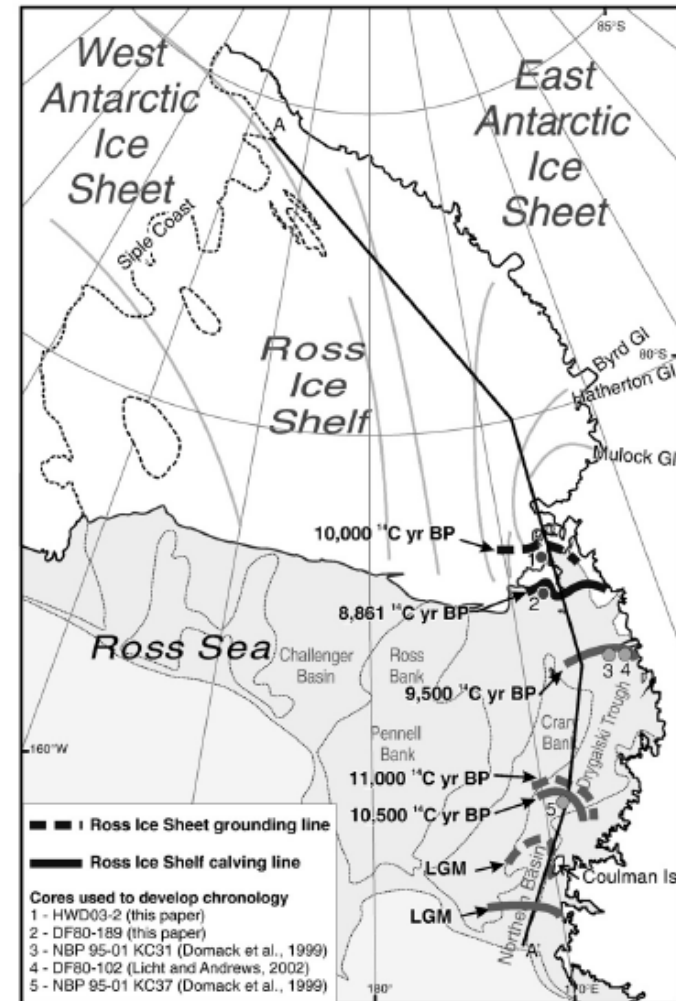 85°S
West
Antarctic
Ice
Sheet
East
Antarctic
Ice
Sheet
A
Siple Coast
Ross
Ice
Shelf
Byrd Gl
80°S
Hatherton Gl
Mulock Gl
10,000 ¹⁴C yr BP
1
2
8,861 ¹⁴C yr BP
Ross Sea
Challenger
Basin
Ross
Bank
3 4
9,500 ¹⁴C yr BP
Pennell
Bank
Crary
Bank
Drygalski Trough
160°W
11,000 ¹⁴C yr BP
10,500 ¹⁴C yr BP
5
Ross Ice Sheet grounding line
Ross Ice Shelf calving line
LGM
Coulman Is
LGM
Northern Basin
A'
Cores used to develop chronology
1 - HWD03-2 (this paper)
2 - DF80-189 (this paper)
3 - NBP 95-01 KC31 (Domack et al., 1999)
4 - DF80-102 (Licht and Andrews, 2002)
5 - NBP 95-01 KC37 (Domack et al., 1999)
180°
170°E